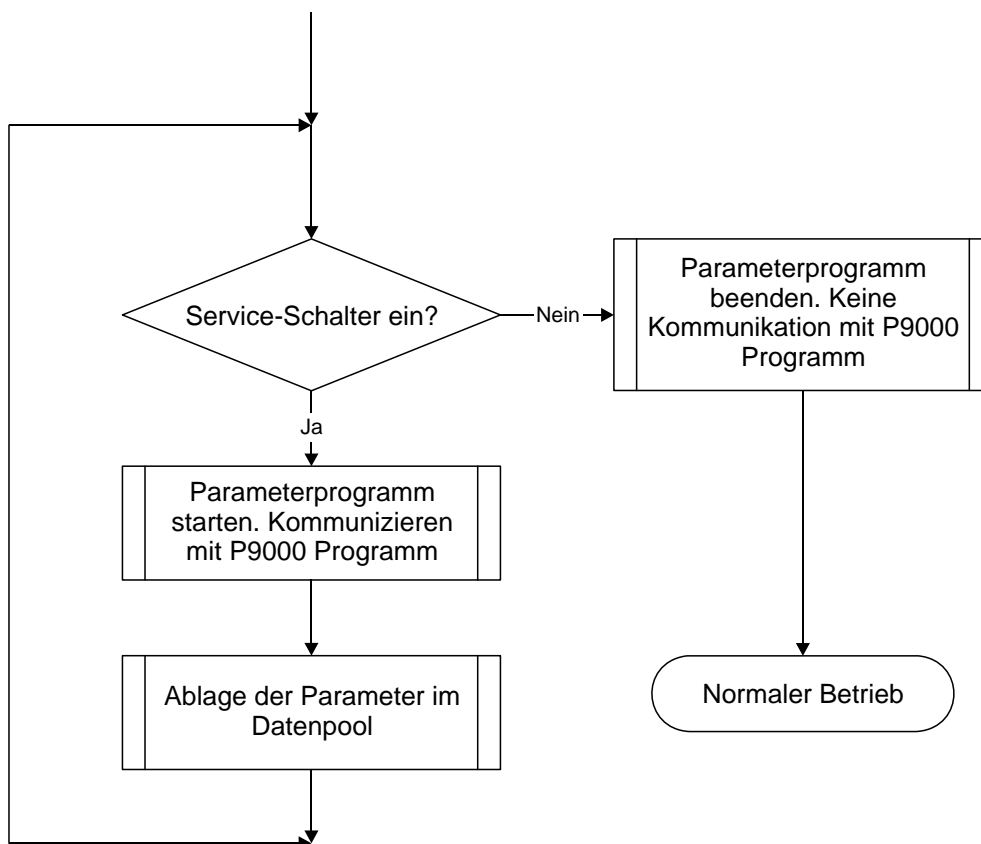 Service-Schalter ein?
Nein
Parameterprogramm
beenden. Keine
Kommunikation mit P9000
Programm
Ja
Parameterprogramm
starten. Kommunizieren
mit P9000 Programm
Ablage der Parameter im
Datenpool
Normaler Betrieb